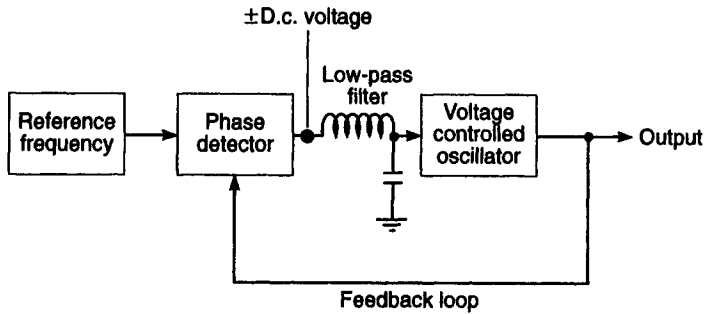 ±D.c. voltage
Low-pass
filter
Reference
frequency
Phase
detector
Voltage
controlled
oscillator
Output
Feedback loop